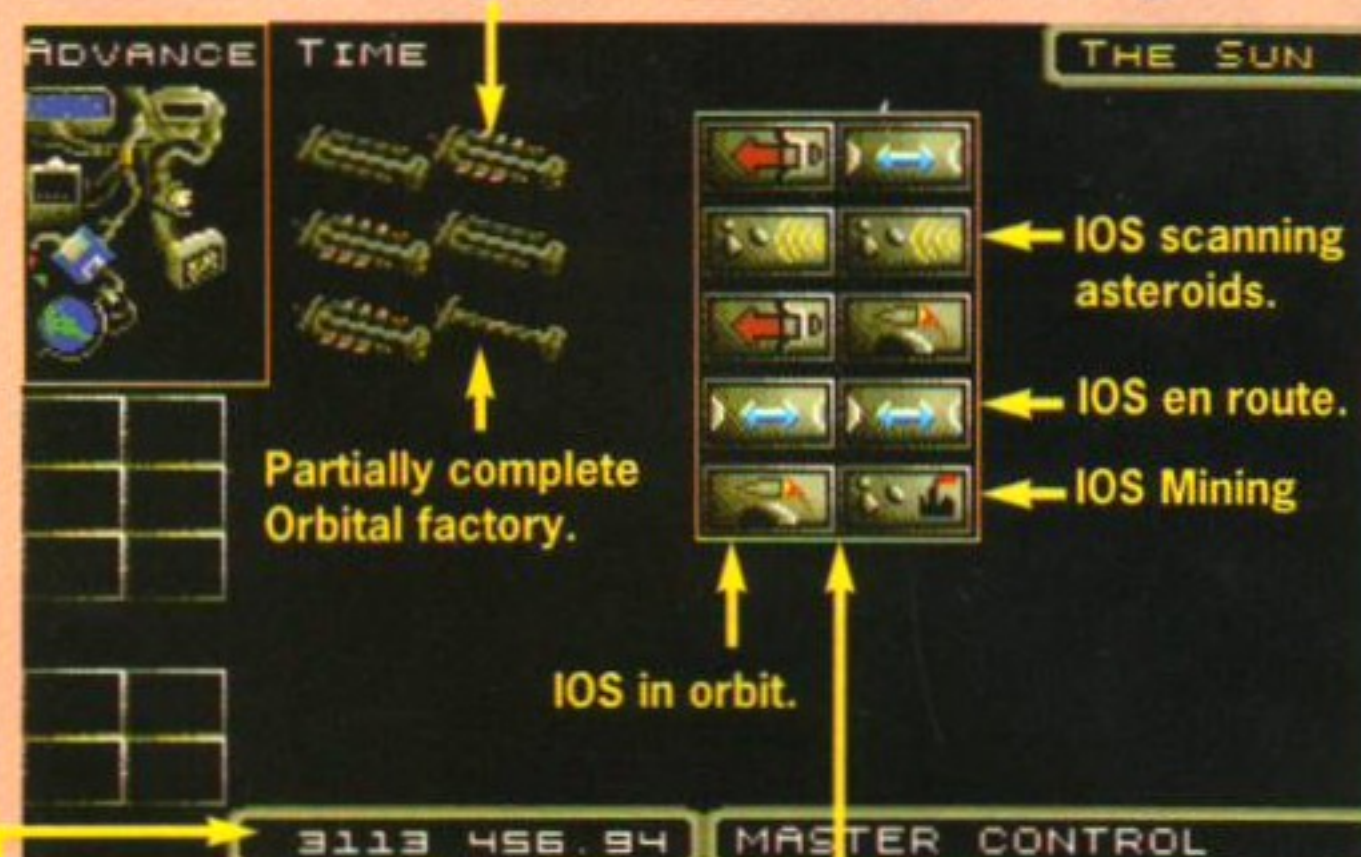 ADVANCE TIME
THE SUN
IOS scanning
asteroids.
IOS en route.
Partially complete
Orbital factory.
IOS Mining
IOS in orbit.
3113 456.94
MASTER CONTROL